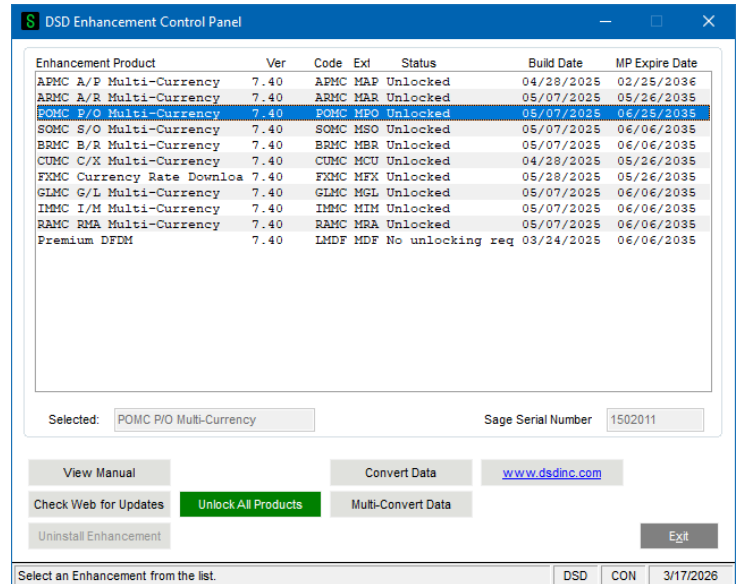 S DSD Enhancement Control Panel
Enhancement Product Ver Code Ext Status Build Date MP Expire Date
APMC A/P Multi-Currency 7.40 APMC MAP Unlocked 04/28/2025 02/25/2036
ARMC A/R Multi-Currency 7.40 ARMC MAR Unlocked 05/07/2025 05/26/2035
POMC P/O Multi-Currency 7.40 POMC MPO Unlocked 05/07/2025 06/25/2035
SOMC S/O Multi-Currency 7.40 SOMC MSO Unlocked 05/07/2025 06/06/2035
BRMC B/R Multi-Currency 7.40 BRMC MBR Unlocked 05/07/2025 06/06/2035
CUMC C/X Multi-Currency 7.40 CUMC MCU Unlocked 04/28/2025 05/26/2035
FXMC Currency Rate Downloa 7.40 FXMC MFX Unlocked 05/28/2025 05/26/2035
GLMC G/L Multi-Currency 7.40 GLMC MGL Unlocked 05/07/2025 06/06/2035
IMMC I/M Multi-Currency 7.40 IMMC MIM Unlocked 05/07/2025 06/06/2035
RAMC RMA Multi-Currency 7.40 RAMC MRA Unlocked 05/07/2025 06/06/2035
Premium DFDM 7.40 LMDF MDF No unlocking req 03/24/2025 06/06/2035
Selected: POMC P/O Multi-Currency Sage Serial Number 1502011
View Manual Convert Data www.dsdinc.com
Check Web for Updates Unlock All Products Multi-Convert Data
Uninstall Enhancement Exit
Select an Enhancement from the list. DSD CON 3/17/2026